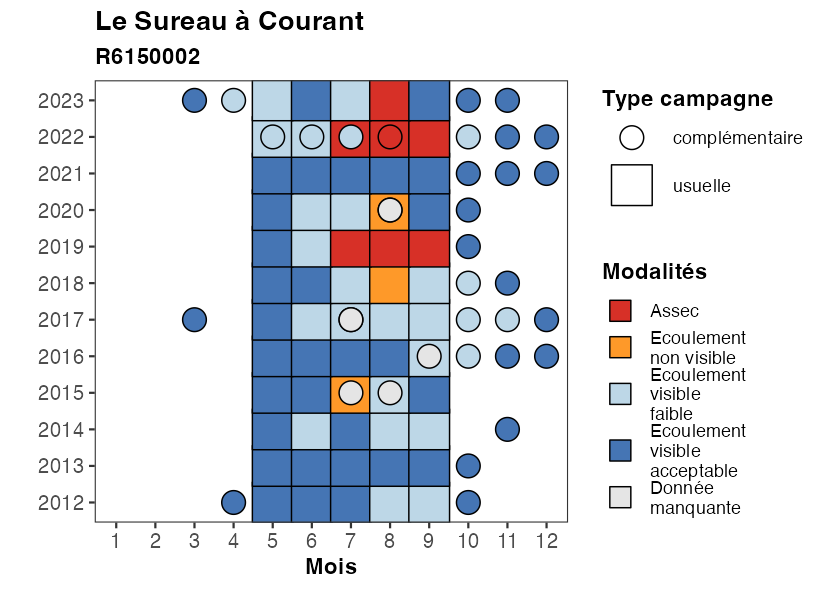 Le Sureau à Courant
R6150002
2023
2022
2021
2020
2019
2018
2017
2016
2015
2014
2013
2012
1 2 3 4 5 6 7 8 9 10 11 12
Mois
Type campagne
complémentaire
usuelle
Modalités
Assec
Ecoulement
non visible
Ecoulement
visible
faible
Ecoulement
visible
acceptable
Donnée
manquante